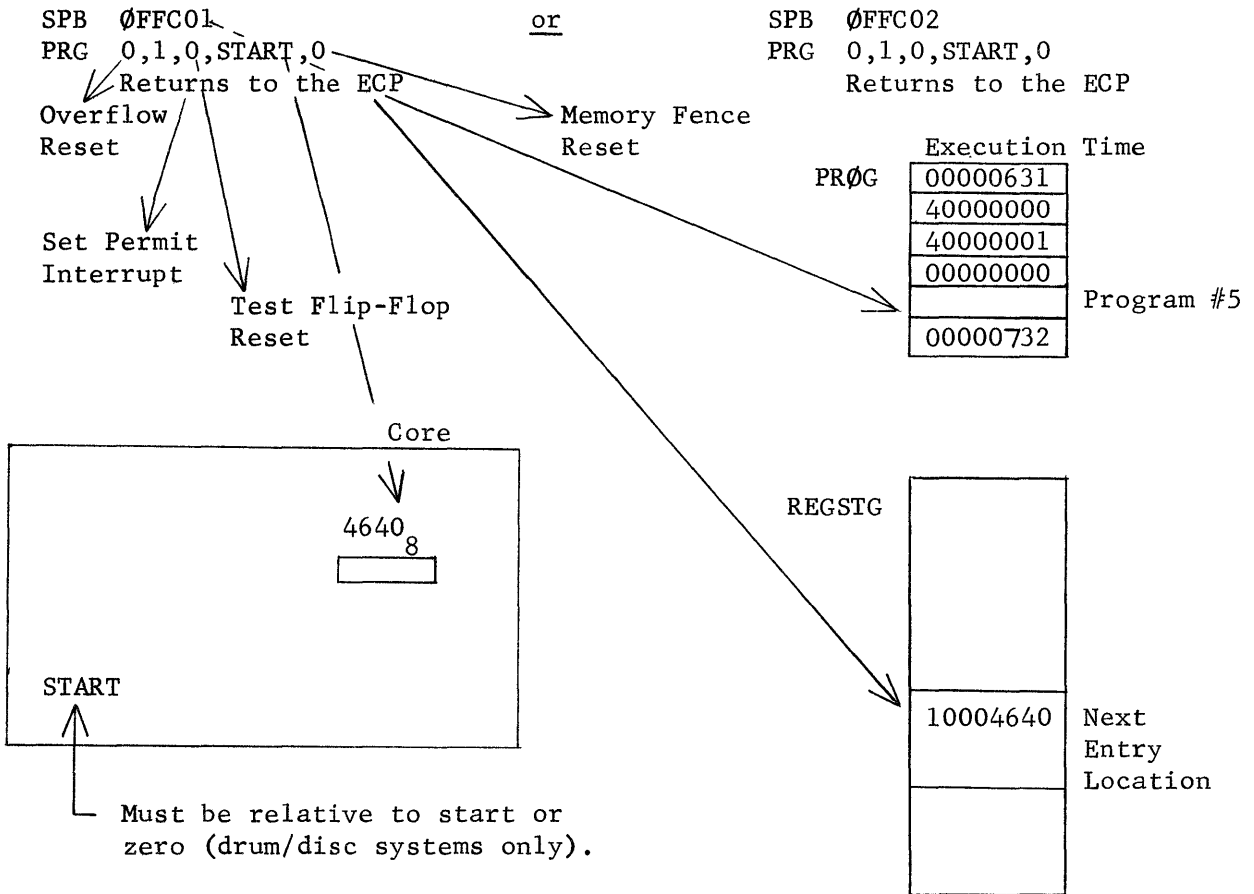 SPB ØFFC01
PRG 0,1,0,START,0
Returns to the ECP
or
SPB ØFFC02
PRG 0,1,0,START,0
Returns to the ECP
Overflow
Reset
Memory Fence
Reset
Set Permit
Interrupt
Test Flip-Flop
Reset
Execution Time
PRØG
00000631
40000000
40000001
00000000
Program #5
00000732
Core
4640
8
START
Must be relative to start or
zero (drum/disc systems only).
REGSTG
10004640
Next
Entry
Location